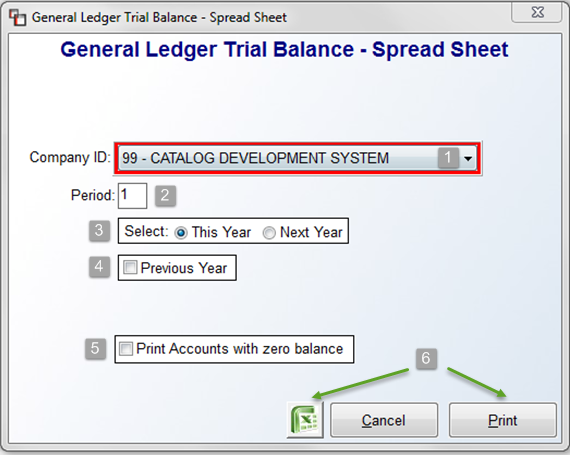 General Ledger Trial Balance - Spread Sheet
General Ledger Trial Balance - Spread Sheet
Company ID: 99 - CATALOG DEVELOPMENT SYSTEM 1
Period: 1 2
3 Select: This Year Next Year
4 Previous Year
5 Print Accounts with zero balance
6
Cancel Print